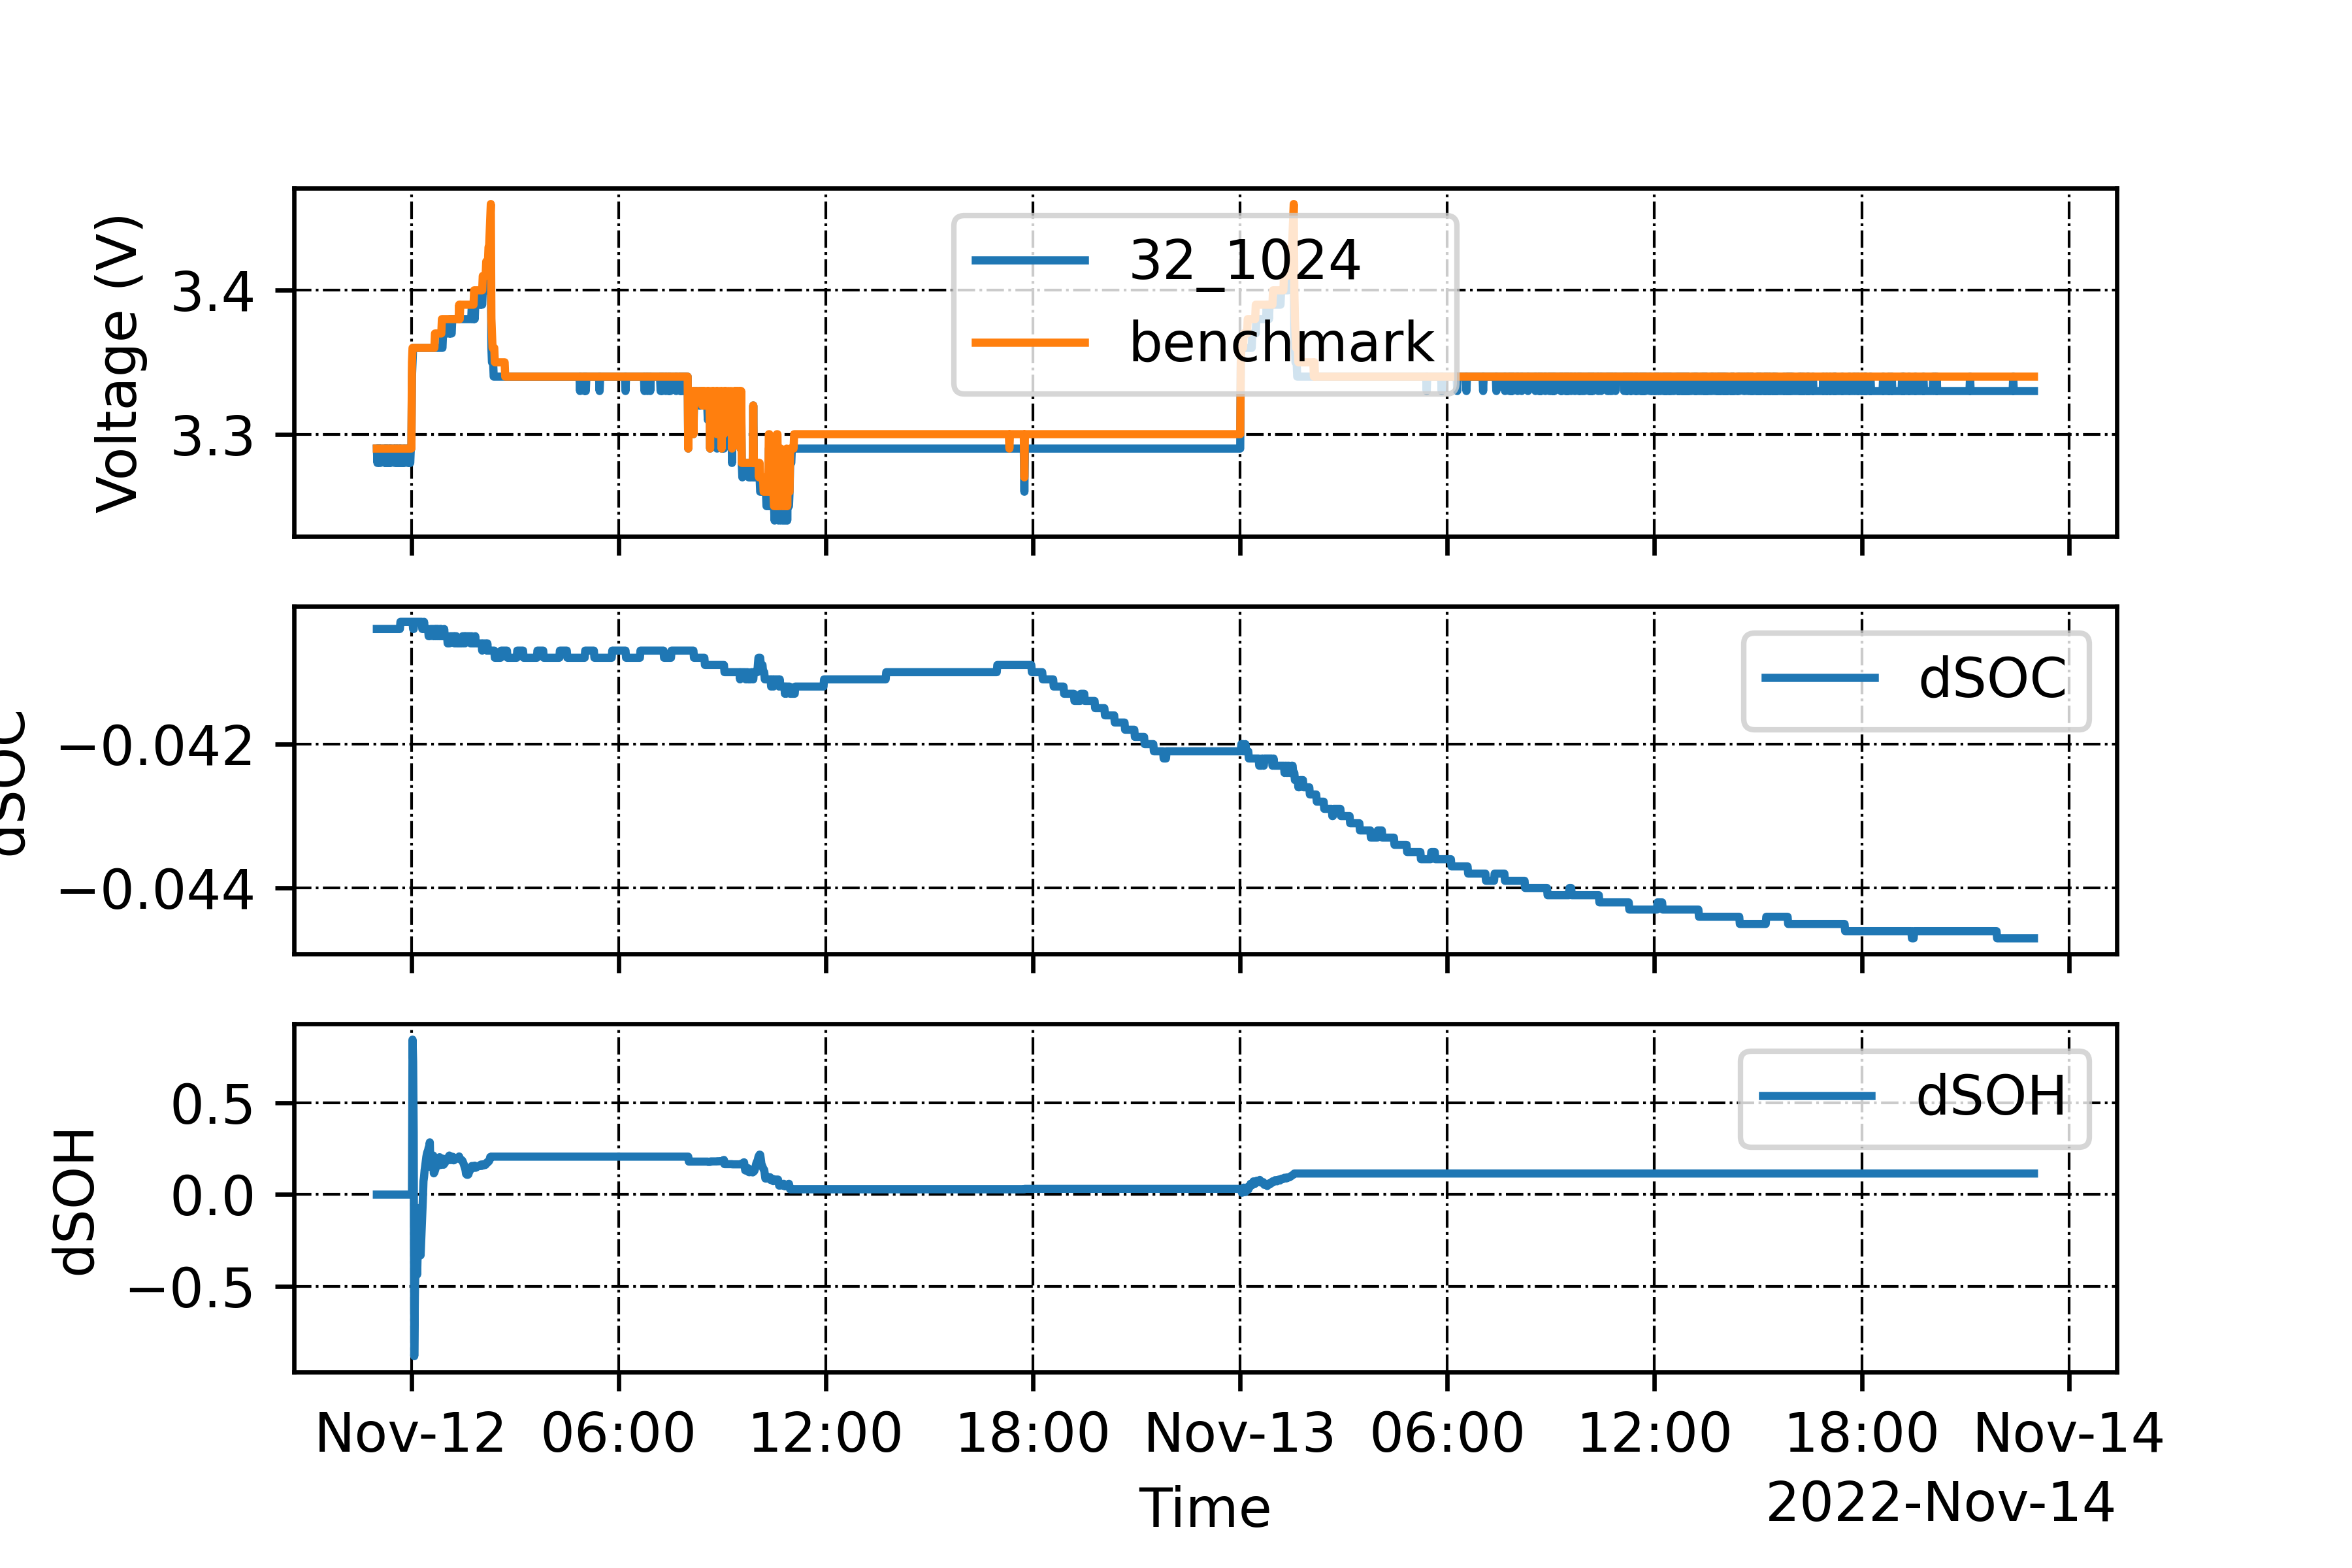 Voltage (V)
3.4
3.3
32_1024
benchmark
dSOC
−0.042
−0.044
dSOC
dSOH
0.5
0.0
−0.5
dSOH
Nov-12 06:00 12:00 18:00 Nov-13 06:00 12:00 18:00 Nov-14
Time
2022-Nov-14